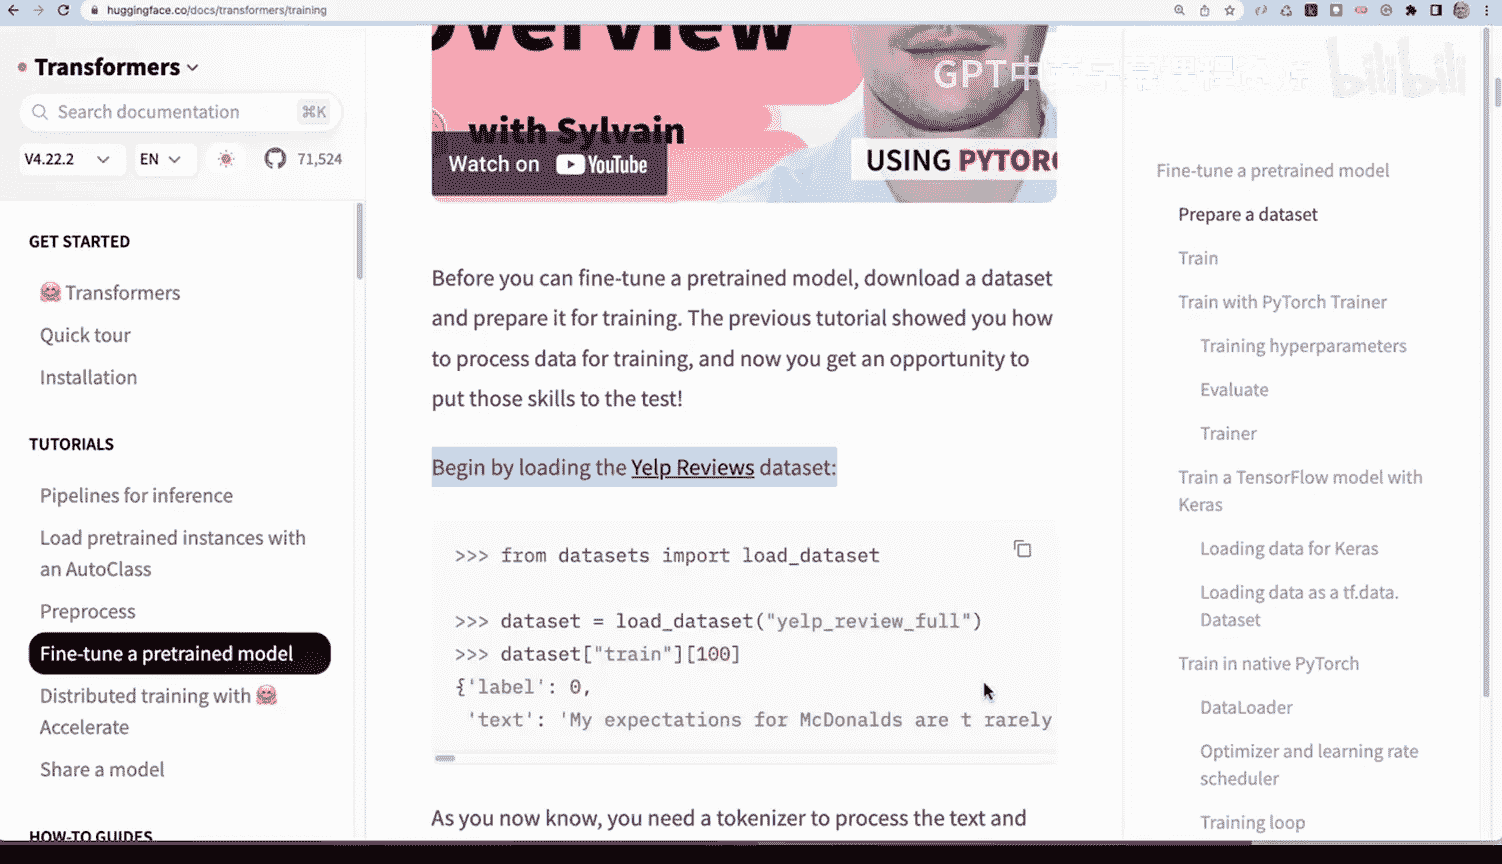 huggingface.co/docs/transformers/training
Transformers
Search documentation
⌘K
V4.22.2
EN
71,524
GET STARTED
🤗 Transformers
Quick tour
Installation
TUTORIALS
Pipelines for inference
Load pretrained instances with
an AutoClass
Preprocess
Fine-tune a pretrained model
Distributed training with 🤗
Accelerate
Share a model
HOW-TO GUIDES
overview
with Sylvain
Watch on YouTube
USING PYTORC
GPT中
bilibili
Before you can fine-tune a pretrained model, download a dataset
and prepare it for training. The previous tutorial showed you how
to process data for training, and now you get an opportunity to
put those skills to the test!
Begin by loading the Yelp Reviews dataset:
>>> from datasets import load_dataset
>>> dataset = load_dataset("yelp_review_full")
>>> dataset["train"][100]
{'label': 0,
'text': 'My expectations for McDonalds are t rarely
As you now know, you need a tokenizer to process the text and
Fine-tune a pretrained model
Prepare a dataset
Train
Train with PyTorch Trainer
Training hyperparameters
Evaluate
Trainer
Train a TensorFlow model with
Keras
Loading data for Keras
Loading data as a tf.data.
Dataset
Train in native PyTorch
DataLoader
Optimizer and learning rate
scheduler
Training loop